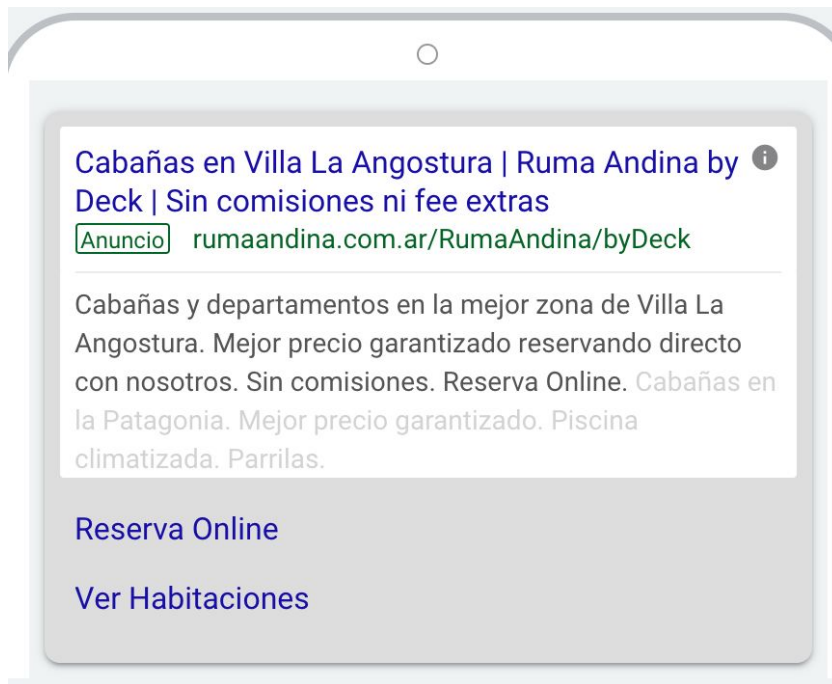 Cabañas en Villa La Angostura | Ruma Andina by
Deck | Sin comisiones ni fee extras
Anuncio rumaandina.com.ar/RumaAndina/byDeck
Cabañas y departamentos en la mejor zona de Villa La
Angostura. Mejor precio garantizado reservando directo
con nosotros. Sin comisiones. Reserva Online. Cabañas en
la Patagonia. Mejor precio garantizado. Piscina
climatizada. Parrilas.
Reserva Online
Ver Habitaciones